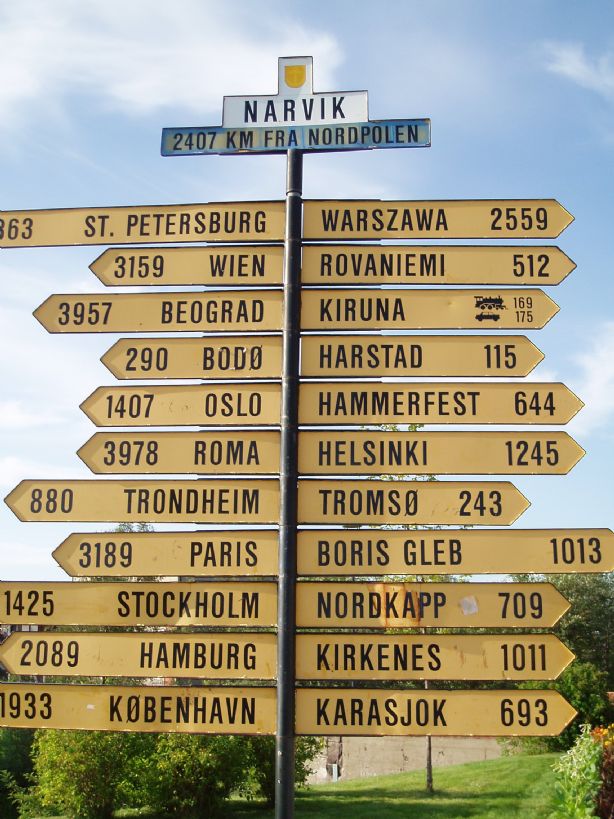 NARVIK
2407 KM FRA NORDPOLEN
ST. PETERSBURG
WARSZAWA 2559
3159 WIEN
ROVANIEMI 512
3957 BEOGRAD
KIRUNA 169
175
290 BODØ
HARSTAD 115
1407 OSLO
HAMMERFEST 644
3978 ROMA
HELSINKI 1245
880 TRONDHEIM
TROMSØ 243
3189 PARIS
BORIS GLEB 1013
1425 STOCKHOLM
NORDKAPP 709
2089 HAMBURG
KIRKENES 1011
1933 KØBENHAVN
KARASJOK 693